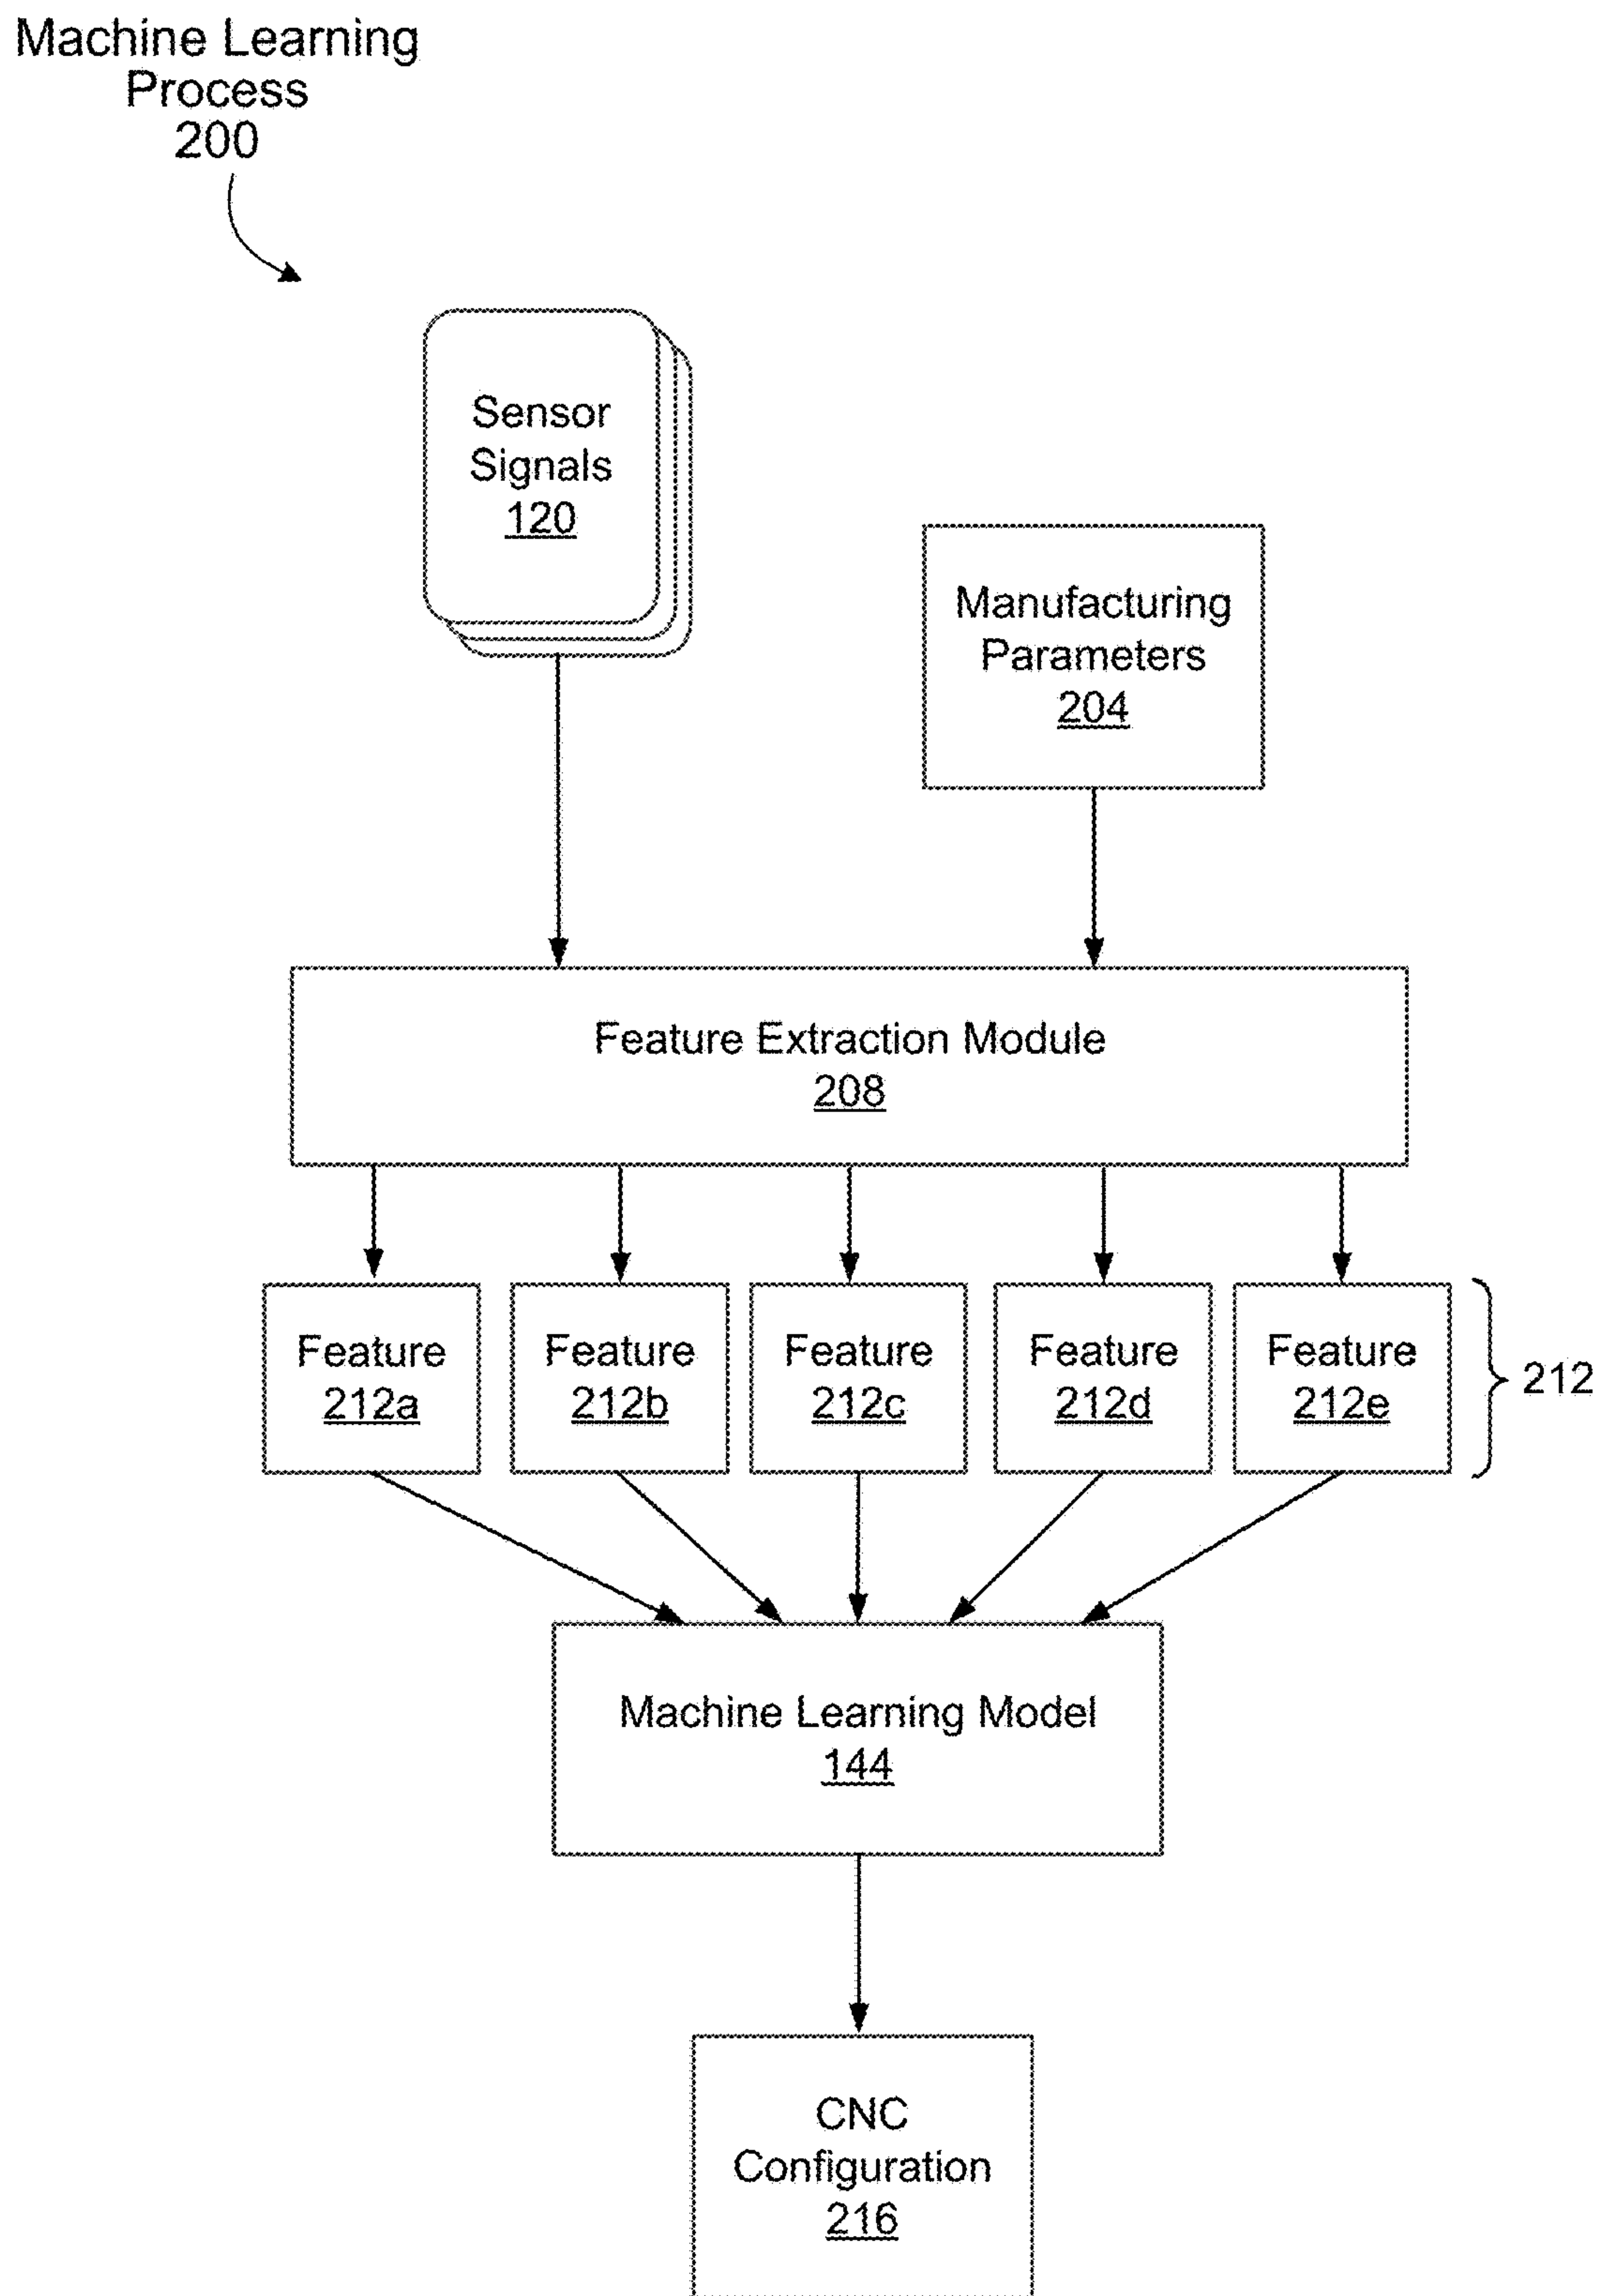 Machine Learning
Process
200
Sensor
Signals
120
Manufacturing
Parameters
204
Feature Extraction Module
208
Feature
212a
Feature
212b
Feature
212c
Feature
212d
Feature
212e
212
Machine Learning Model
144
CNC
Configuration
216